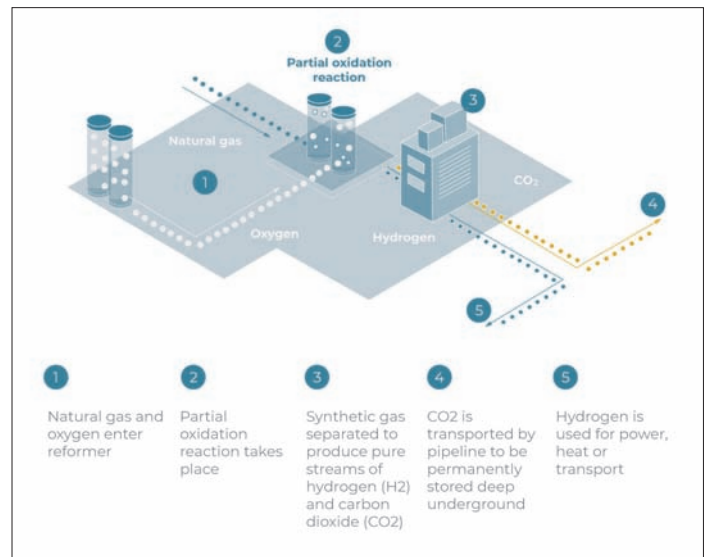 2
Partial oxidation
reaction
3
Natural gas
1
CO₂
4
Oxygen
Hydrogen
5
1
Natural gas and
oxygen enter
reformer
2
Partial
oxidation
reaction takes
place
3
Synthetic gas
separated to
produce pure
streams of
hydrogen (H2)
and carbon
dioxide (CO2)
4
CO2 is
transported by
pipeline to be
permanently
stored deep
underground
5
Hydrogen is
used for power,
heat or
transport